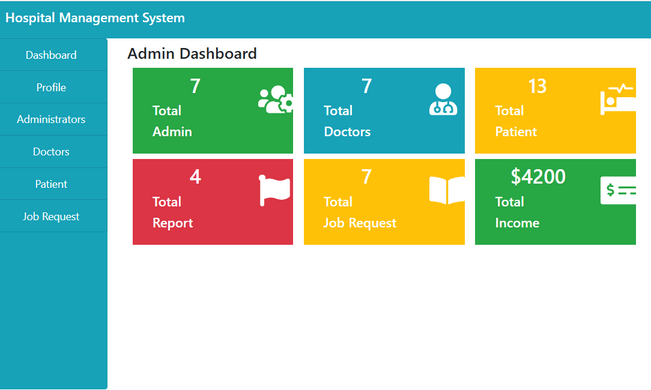 Hospital Management System
Dashboard
Profile
Administrators
Doctors
Patient
Job Request
Admin Dashboard
7
Total
Admin
7
Total
Doctors
13
Total
Patient
4
Total
Report
7
Total
Job Request
$4200
Total
Income